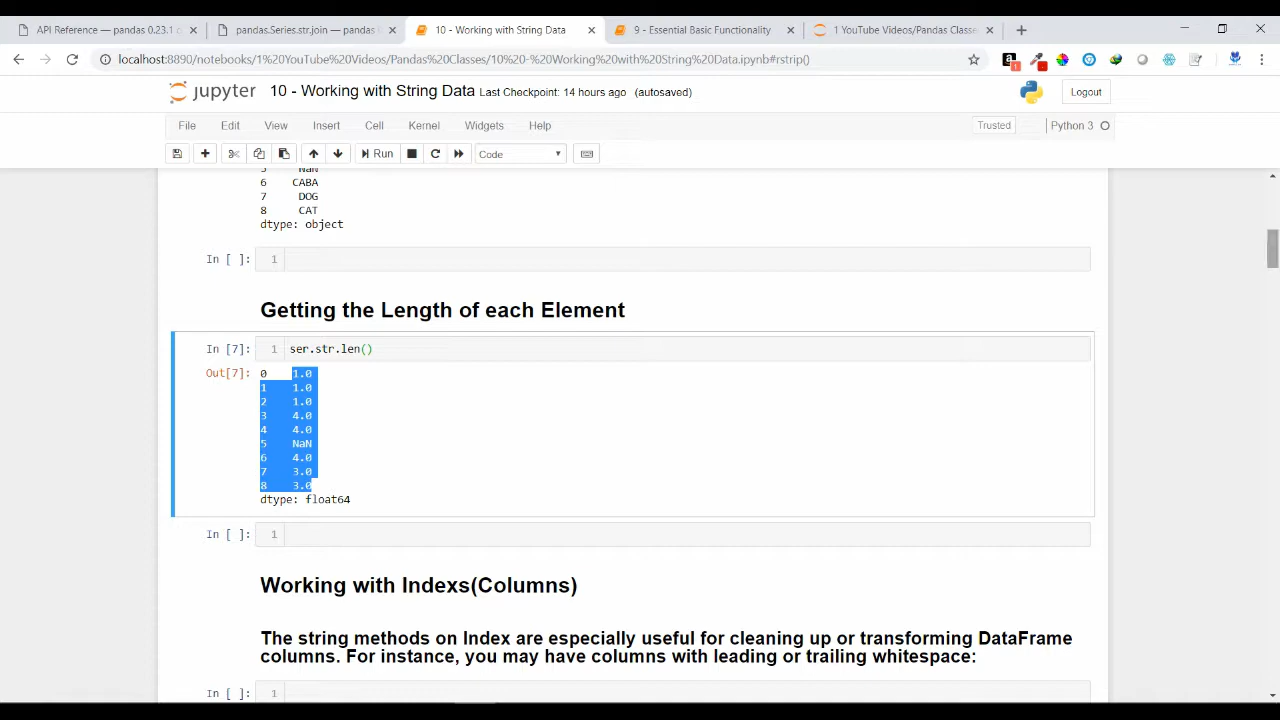 API Reference — pandas 0.23.1 c
pandas.Series.str.join — pandas
10 - Working with String Data
9 - Essential Basic Functionality
1 YouTube Videos/Pandas Classe
localhost:8890/notebooks/1%20YouTube%20Videos/Pandas%20Classe/10%20-%20Working%20with%20String%20Data.ipynb#rstrip()
jupyter
10 - Working with String Data
Last Checkpoint: 14 hours ago (autosaved)
Logout
File Edit View Insert Cell Kernel Widgets Help
Trusted
Python 3
Run
Code
5 NaN
6 CABA
7 DOG
8 CAT
dtype: object
In [ ]: 1
Getting the Length of each Element
In [7]: 1 ser.str.len()
Out[7]: 0 1.0
1 1.0
2 1.0
3 4.0
4 4.0
5 NaN
6 4.0
7 3.0
8 3.0
dtype: float64
In [ ]: 1
Working with Indexs(Columns)
The string methods on Index are especially useful for cleaning up or transforming DataFrame
columns. For instance, you may have columns with leading or trailing whitespace:
In [ ]: 1